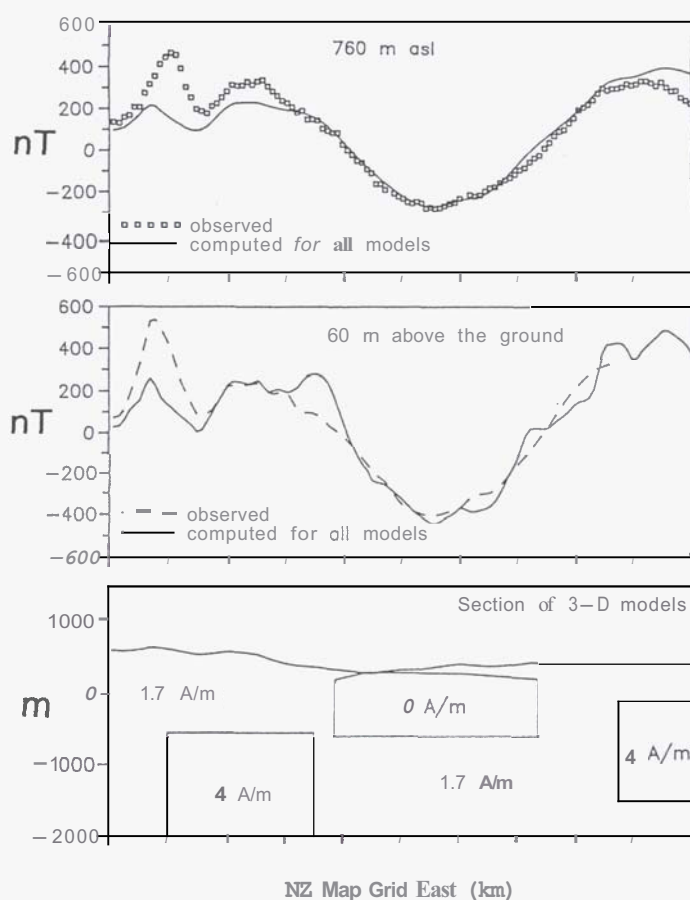 600
760 m asl
400
200
nT
0
−200
observed
−400
computed for all models
−600
600
60 m above the ground
400
200
nT
0
−200
−400
observed
computed for all models
−600
Section of 3−D models
1000
1.7 A/m
0
m
0 A/m
4 A/m
−1000
4 A/m
1.7 A/m
−2000
NZ Map Grid East (km)